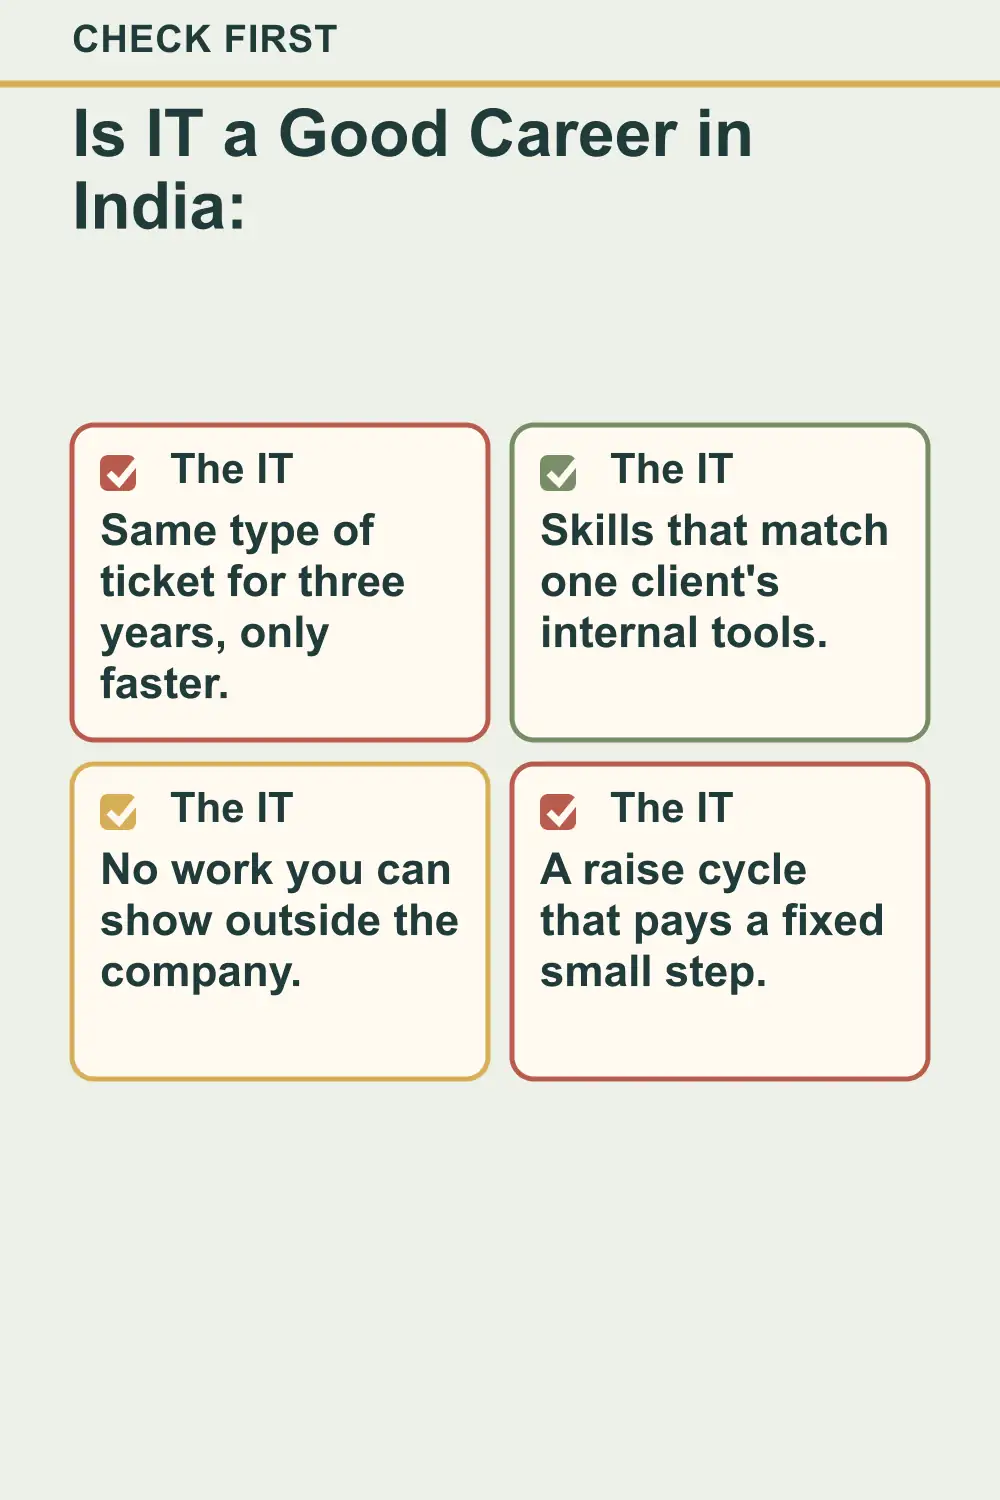 CHECK FIRST
Is IT a Good Career in
India:
The IT
Same type of
ticket for three
years, only
faster.
The IT
Skills that match
one client's
internal tools.
The IT
No work you can
show outside the
company.
The IT
A raise cycle
that pays a fixed
small step.